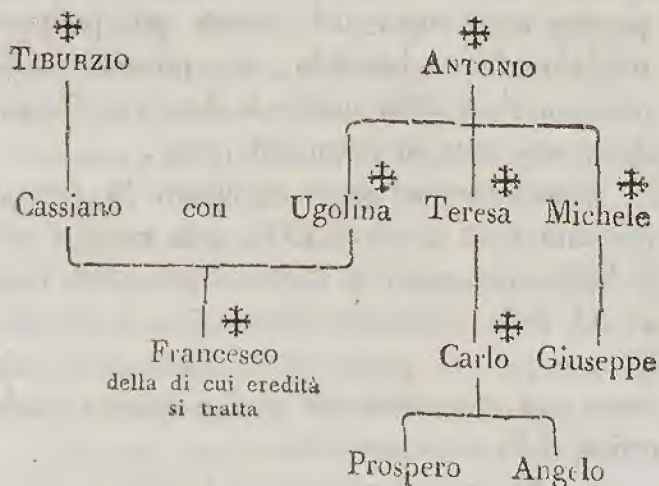 TIBURZIO ANTONIO
Cassiano con Ugolina Teresa Michele
Francesco Carlo Giuseppe
della di cui eredità
si tratta
Prospero Angelo